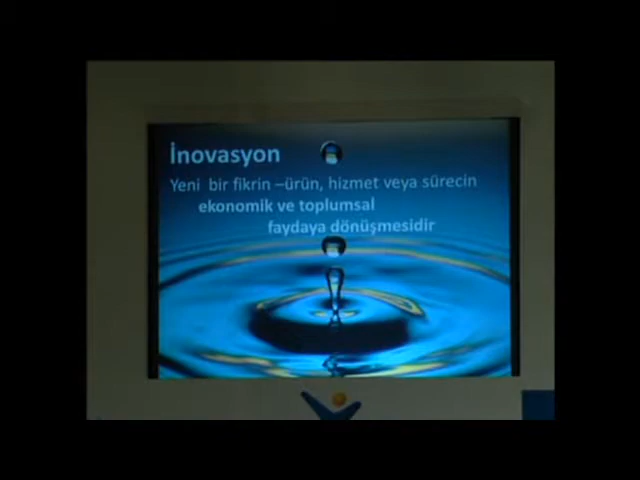 İnovasyon
Yeni bir fikrin –ürün, hizmet veya sürecin
ekonomik ve toplumsal
faydaya dönüşmesidir